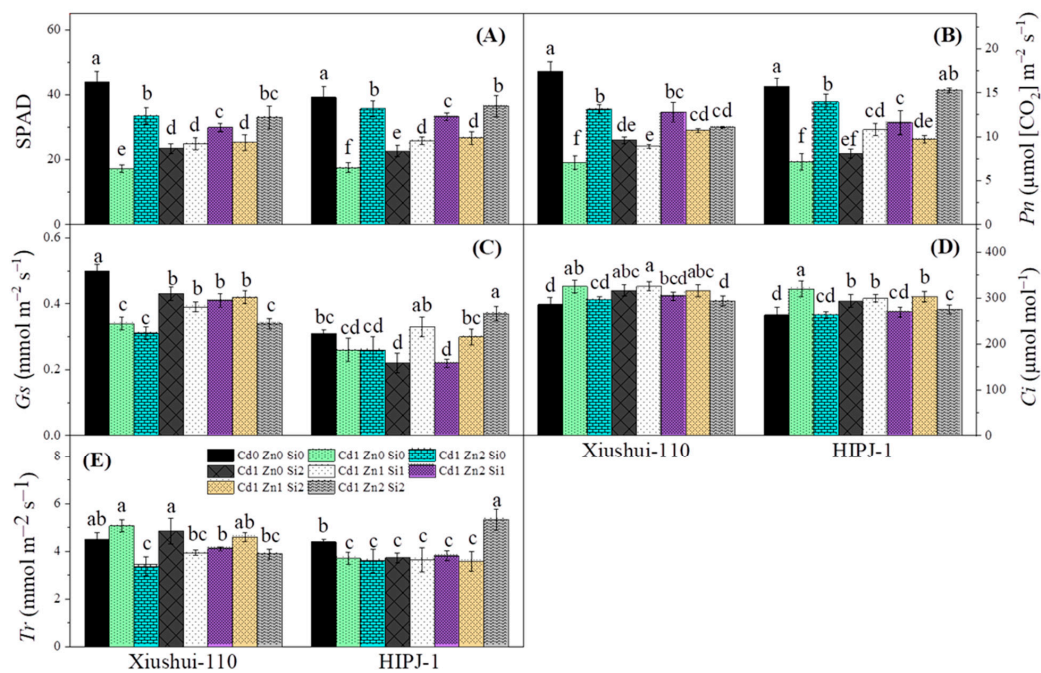 60
40
20
0
SPAD
(A)
a e b d d c d bc
a f b e d c d a
(B)
a f b de e b cd cd
a f b ef c c de ab
20
15
10
5
0
Pn (μmol [CO₂] m⁻² s⁻¹)
0.6
0.4
0.2
0.0
Gs (mmol m⁻² s⁻¹)
(C)
a c c b b b b c
bc cd cd d ab d bc a
(D)
d ab cd abc a bcd abc d
d a cd b b cd b c
400
300
200
100
0
Ci (μmol mol⁻¹)
Xiushui-110 HIPJ-1
8
6
4
2
0
Tr (mmol m⁻² s⁻¹)
(E)
Cd0 Zn0 Si0 Cd1 Zn0 Si0 Cd1 Zn2 Si0
Cd1 Zn0 Si2 Cd1 Zn1 Si1 Cd1 Zn2 Si1
Cd1 Zn1 Si2 Cd1 Zn2 Si2
ab a c a bc b ab bc
b c c c c c c a
Xiushui-110 HIPJ-1